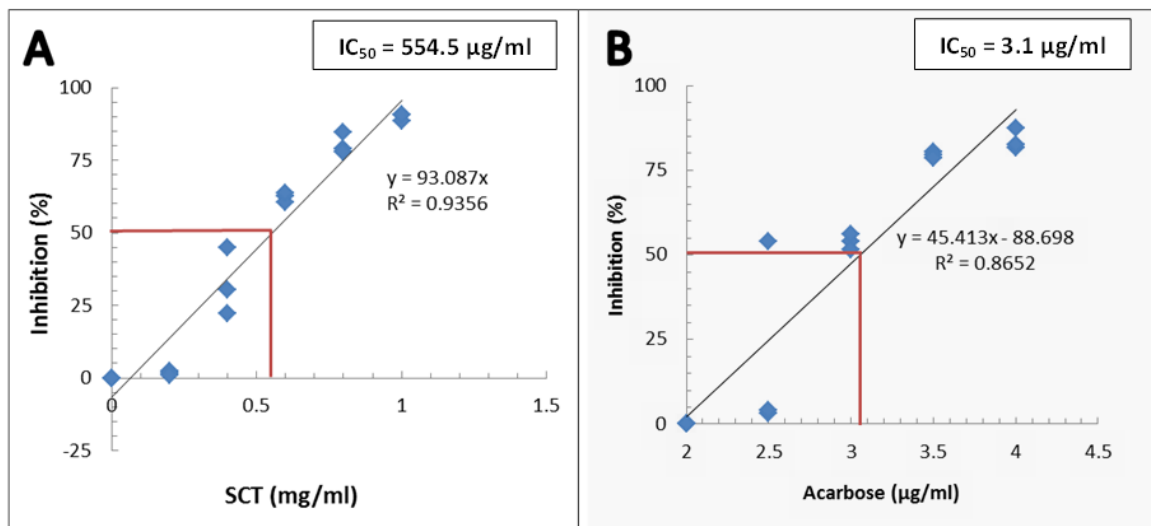 A
IC₅₀ = 554.5 µg/ml
100
75
50
25
0
-25
0
0.5
1
1.5
y = 93.087x
R² = 0.9356
Inhibition (%)
SCT (mg/ml)
B
IC₅₀ = 3.1 µg/ml
100
75
50
25
0
2
2.5
3
3.5
4
4.5
y = 45.413x - 88.698
R² = 0.8652
Inhibition (%)
Acarbose (µg/ml)